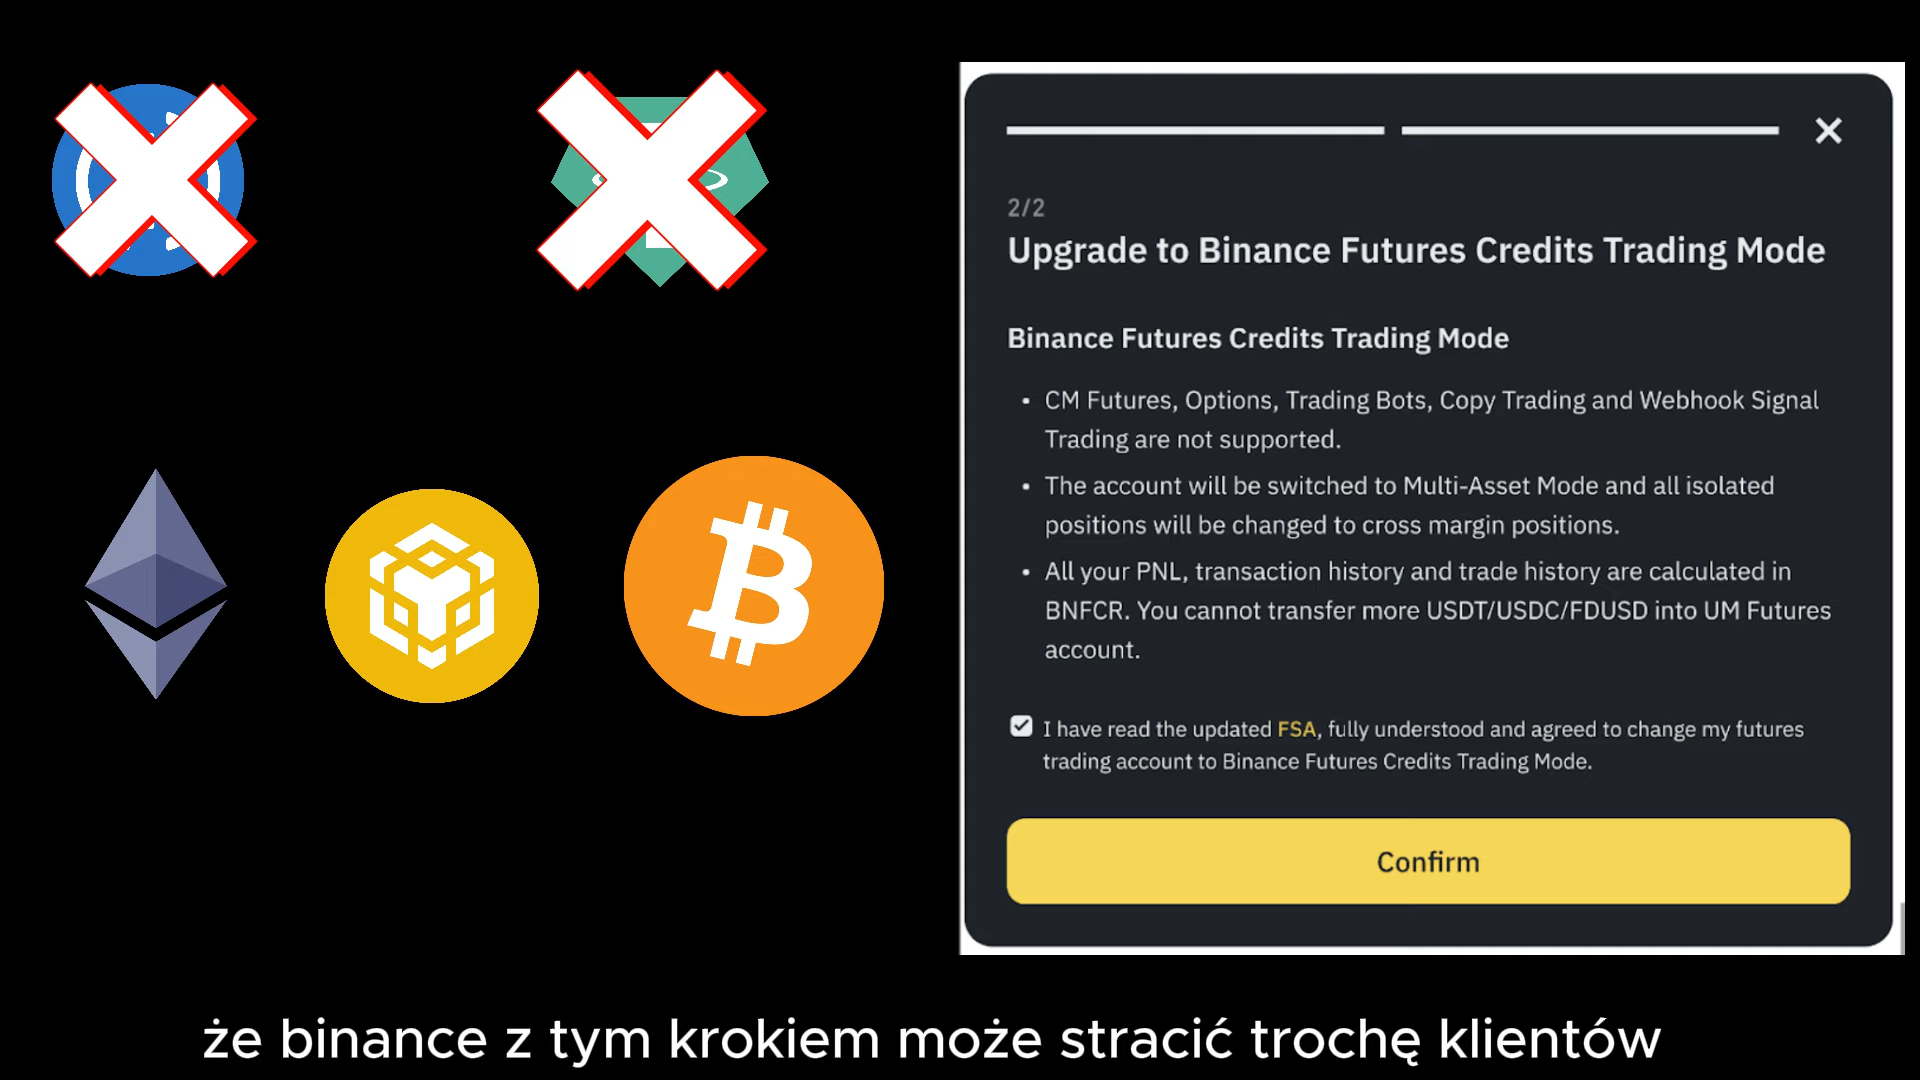 2/2
Upgrade to Binance Futures Credits Trading Mode
Binance Futures Credits Trading Mode
• CM Futures, Options, Trading Bots, Copy Trading and Webhook Signal
Trading are not supported.
• The account will be switched to Multi-Asset Mode and all isolated
positions will be changed to cross margin positions.
• All your PNL, transaction history and trade history are calculated in
BNFCR. You cannot transfer more USDT/USDC/FDUSD into UM Futures
account.
I have read the updated FSA, fully understood and agreed to change my futures
trading account to Binance Futures Credits Trading Mode.
Confirm
że binance z tym krokiem może stracić trochę klientów